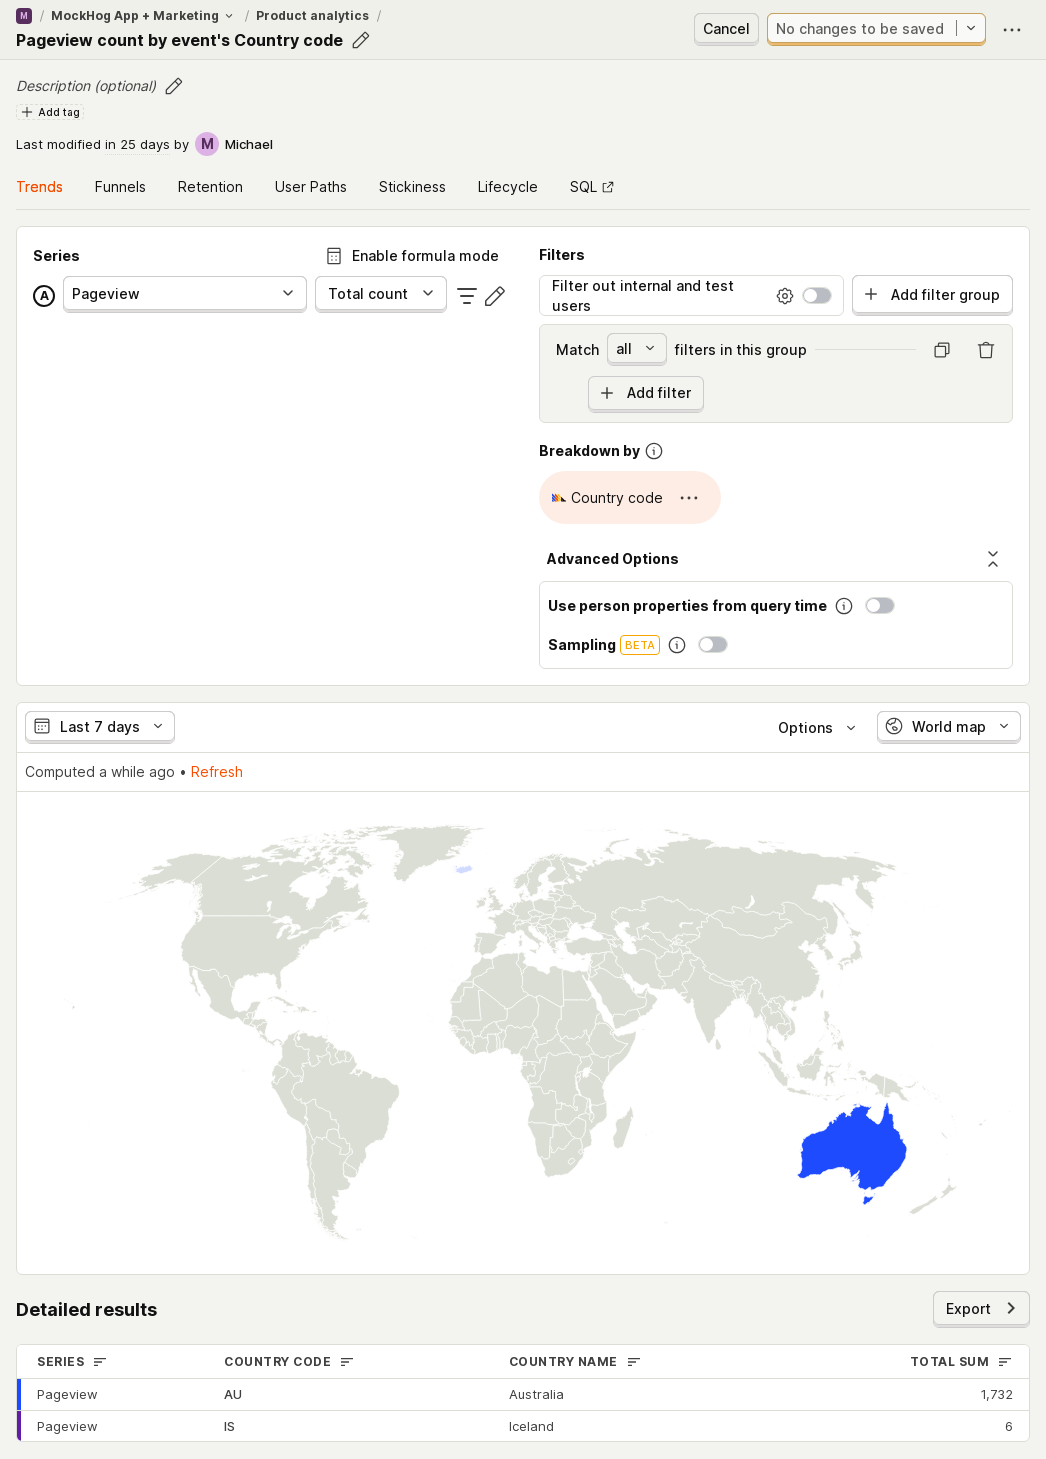 M / MockHog App + Marketing / Product analytics /
Pageview count by event's Country code
Cancel
No changes to be saved
Description (optional)
Add tag
Last modified in 25 days by M Michael
Trends Funnels Retention User Paths Stickiness Lifecycle SQL
Series
Enable formula mode
A Pageview Total count
Filters
Filter out internal and test users
Add filter group
Match all filters in this group
Add filter
Breakdown by
Country code
Advanced Options
Use person properties from query time
Sampling BETA
Last 7 days
Options
World map
Computed a while ago • Refresh
Detailed results
Export
SERIES COUNTRY CODE COUNTRY NAME TOTAL SUM
Pageview AU Australia 1,732
Pageview IS Iceland 6